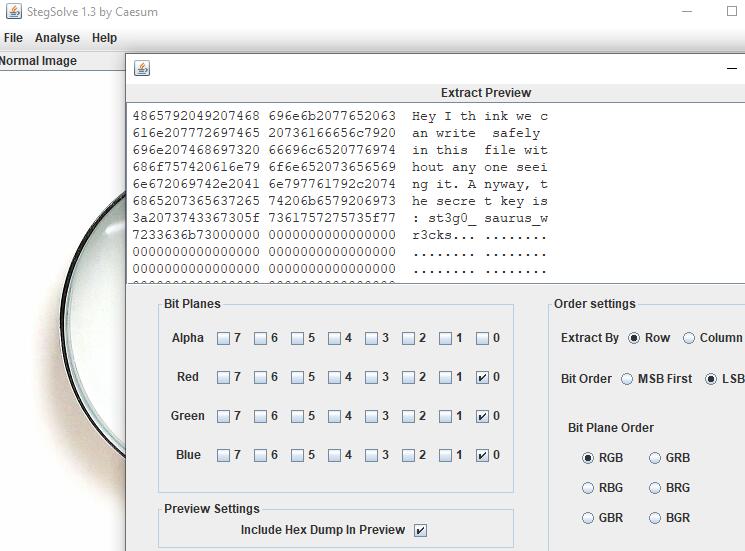 StegSolve 1.3 by Caesum
File Analyse Help
Normal Image
Extract Preview
4865792049207468 696e6b2077652063 Hey I th ink we c
616e207772697465 20736166656c7920 an write  safely
696e207468697320 66696c6520776974 in this  file wit
686f757420616e79 6f6e652073656569 hout any one seei
6e672069742e2041 6e797761792c2074 ng it. A nyway, t
6865207365637265 74206b6579206973 he secre t key is
3a2073743367305f 7361757275735f77 : st3g0_ saurus_w
7233636b73000000 0000000000000000 r3cks... ........
0000000000000000 0000000000000000 ........ ........
0000000000000000 0000000000000000 ........ ........
Bit Planes
Alpha 7 6 5 4 3 2 1 0
Red 7 6 5 4 3 2 1 0
Green 7 6 5 4 3 2 1 0
Blue 7 6 5 4 3 2 1 0
Preview Settings
Include Hex Dump In Preview
Order settings
Extract By Row Column
Bit Order MSB First LSB
Bit Plane Order
RGB GRB
RBG BRG
GBR BGR